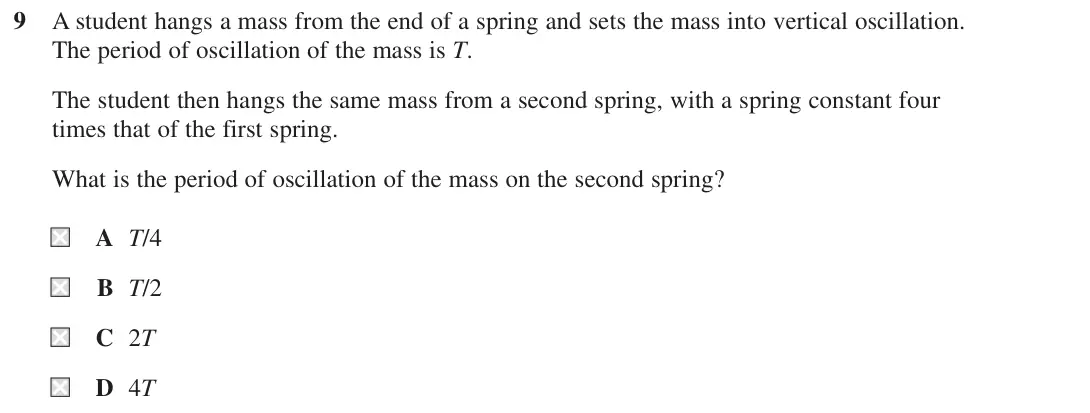 9 A student hangs a mass from the end of a spring and sets the mass into vertical oscillation.
The period of oscillation of the mass is T.
The student then hangs the same mass from a second spring, with a spring constant four
times that of the first spring.
What is the period of oscillation of the mass on the second spring?
A T/4
B T/2
C 2T
D 4T